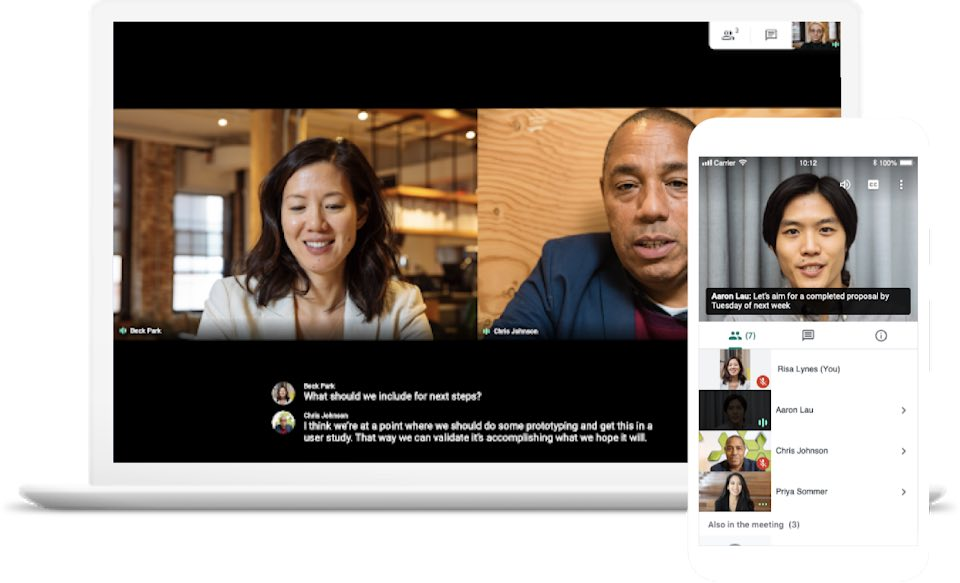 2
Beck Park
Chris Johnson
Beck Park
What should we include for next steps?
Chris Johnson
I think we're at a point where we should do some prototyping and get this in a
user study. That way we can validate it's accomplishing what we hope it will.
Carrier 10:12 100%
CC
Aaron Lau: Let's aim for a completed proposal by
Tuesday of next week
(7)
Risa Lynes (You)
Aaron Lau
Chris Johnson
Priya Sommer
Also in the meeting (3)